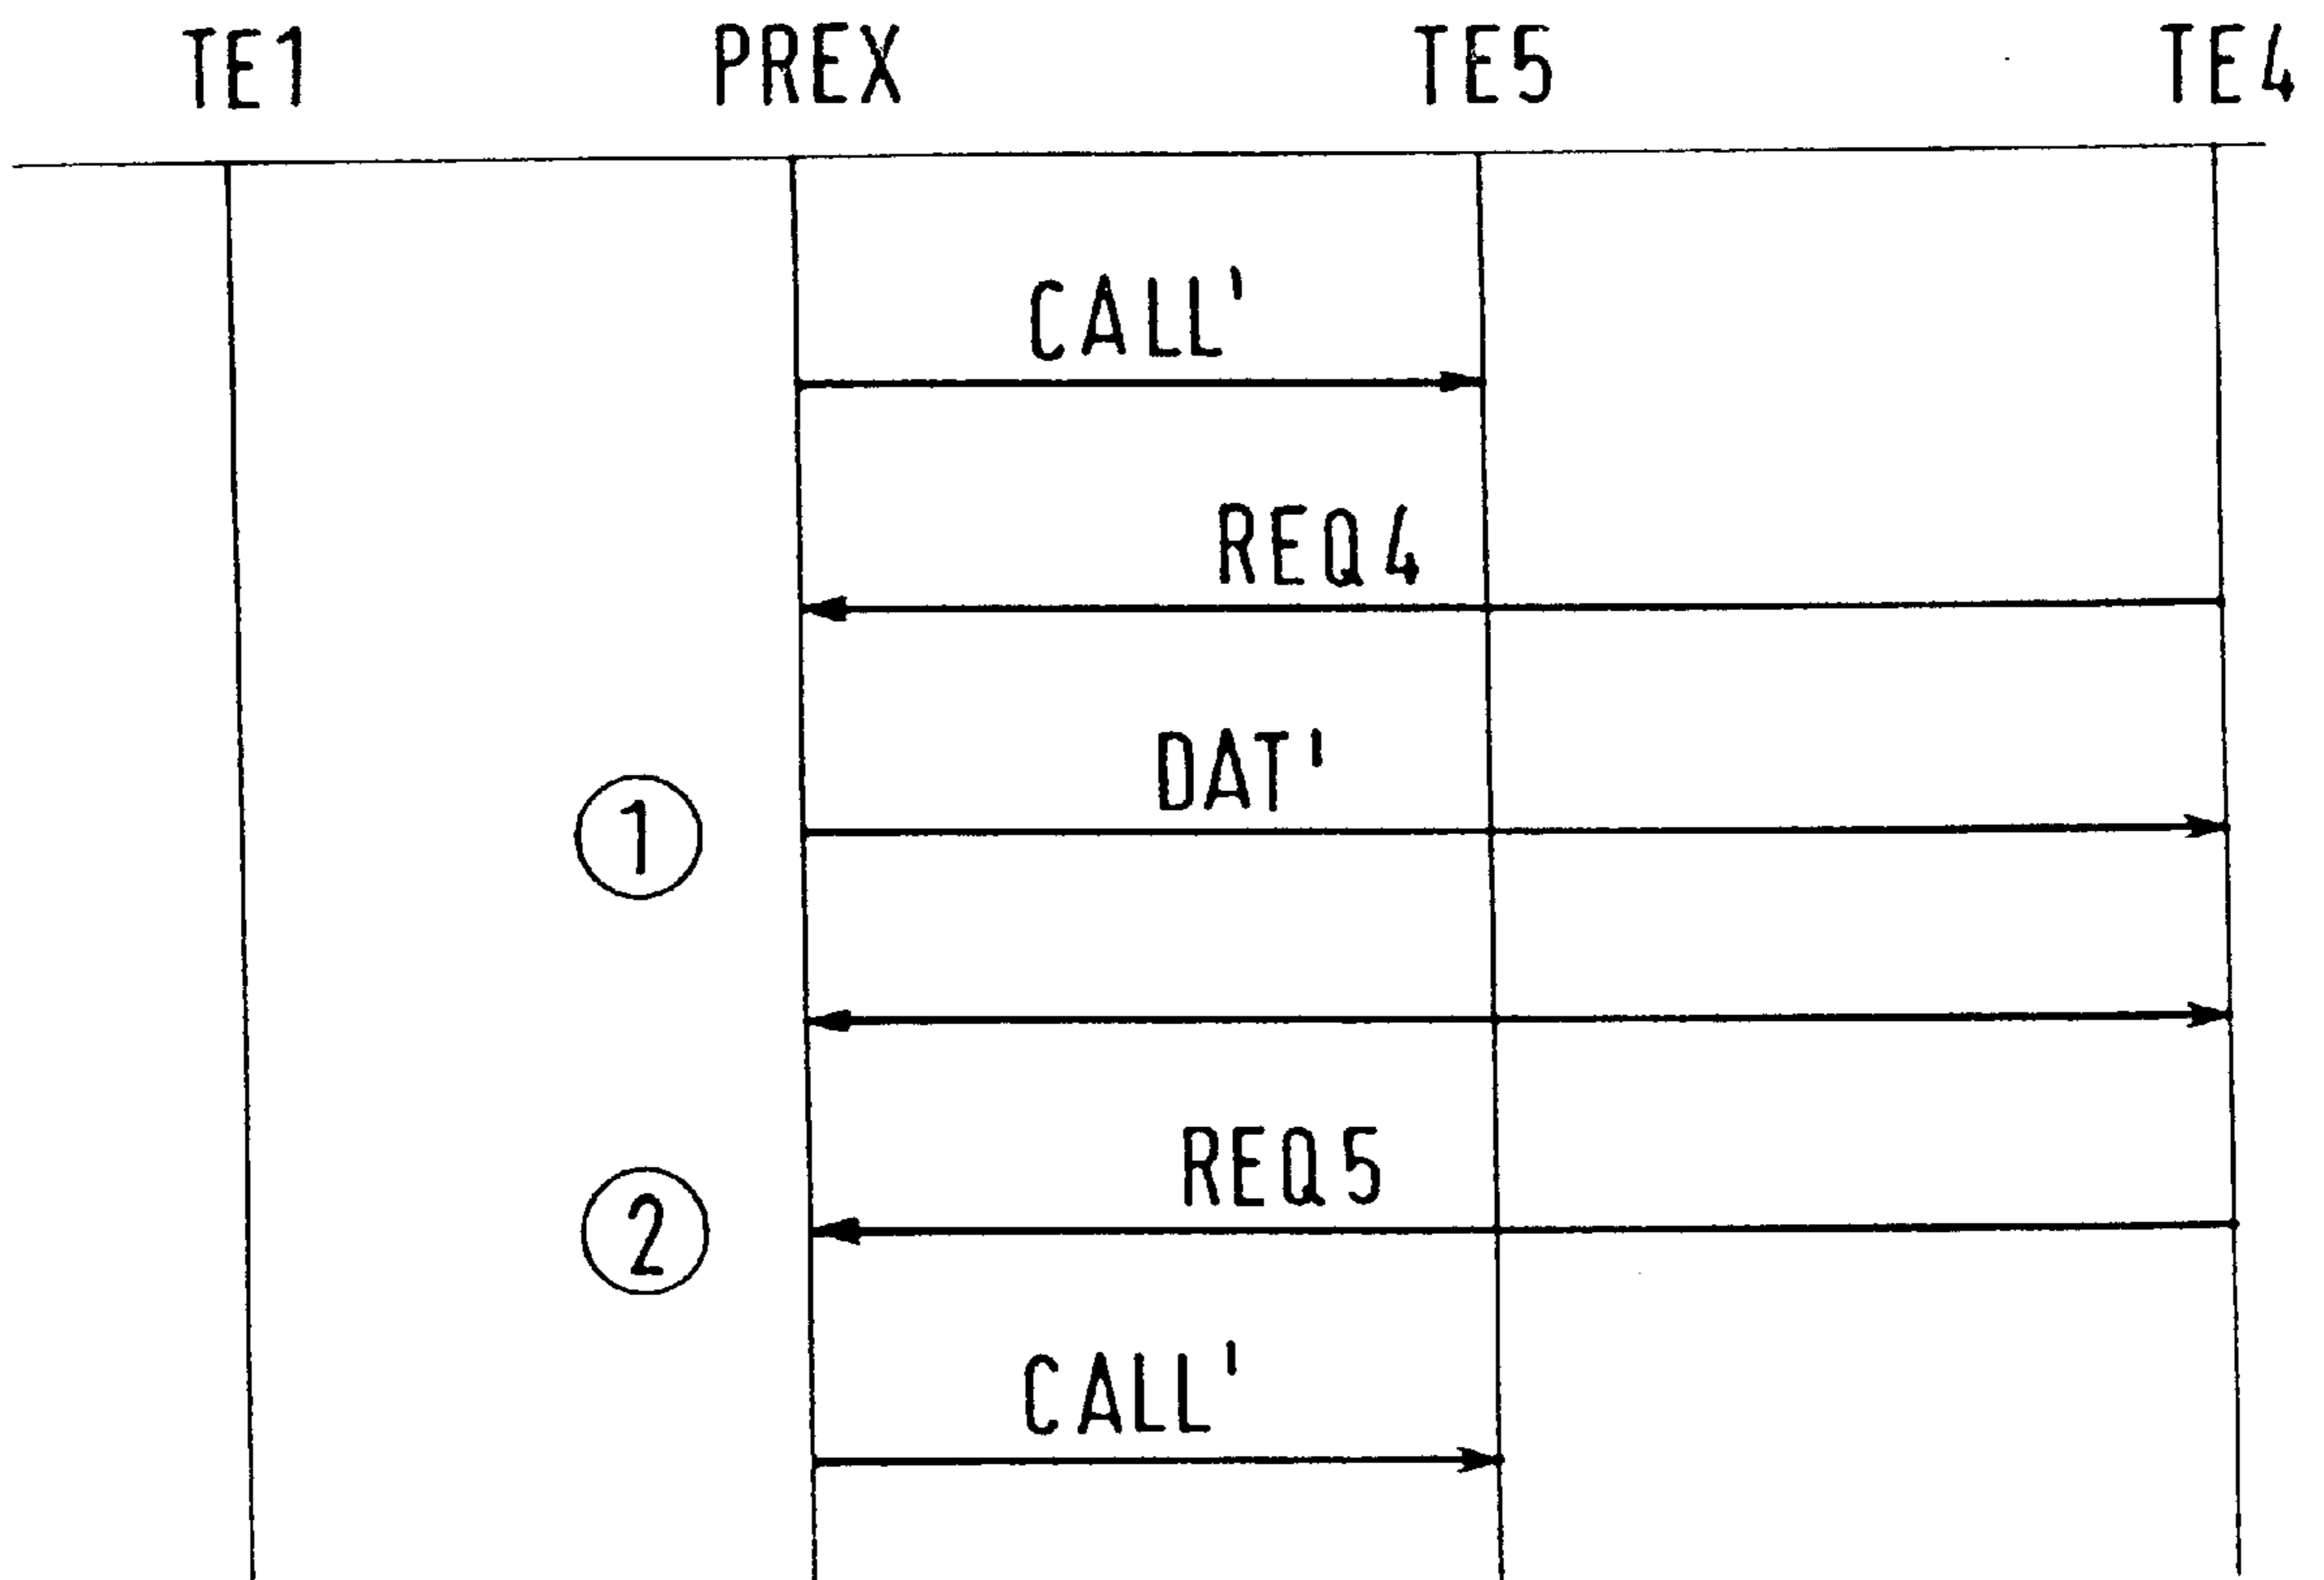 TE1 PREX TE5 TE4
CALL'
REQ4
DAT'
1
REQ5
2
CALL'